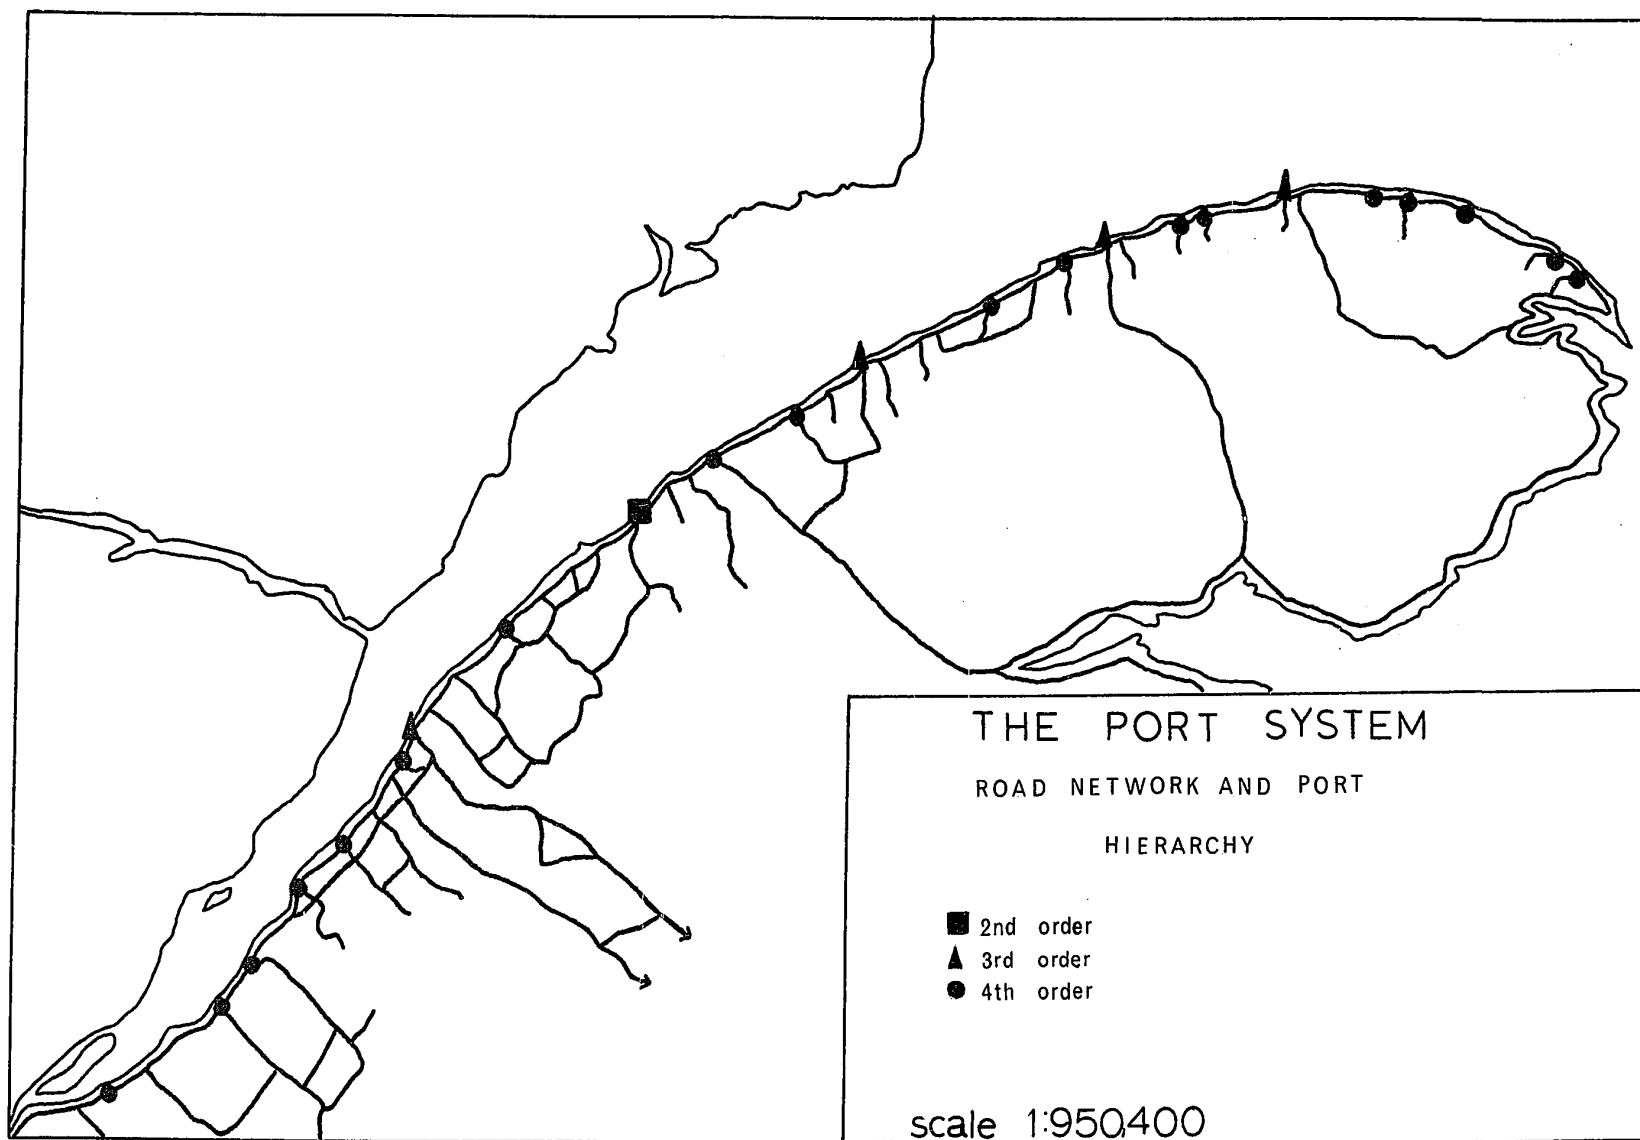 THE PORT SYSTEM
ROAD NETWORK AND PORT
HIERARCHY
2nd order
3rd order
4th order
scale 1:950,400